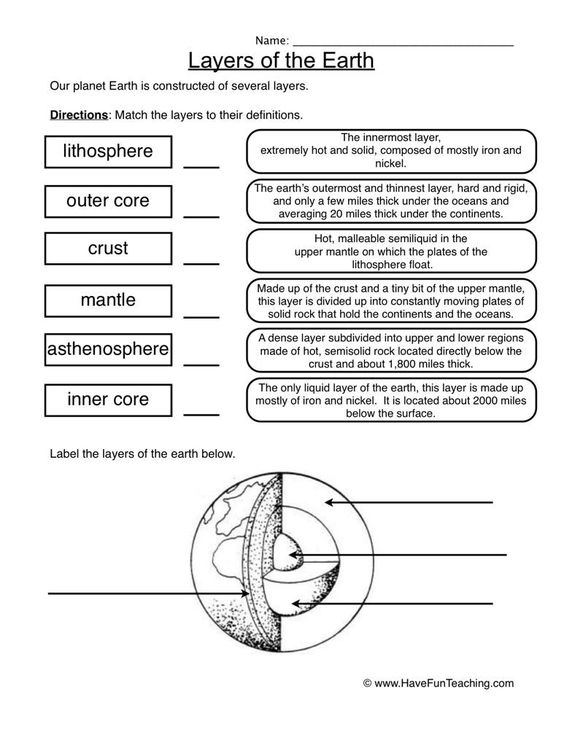 Name:
Layers of the Earth
Our planet Earth is constructed of several layers.
Directions: Match the layers to their definitions.
lithosphere
The innermost layer,
extremely hot and solid, composed of mostly iron and
nickel.
outer core
The earth's outermost and thinnest layer, hard and rigid,
and only a few miles thick under the oceans and
averaging 20 miles thick under the continents.
crust
Hot, malleable semiliquid in the
upper mantle on which the plates of the
lithosphere float.
mantle
Made up of the crust and a tiny bit of the upper mantle,
this layer is divided up into constantly moving plates of
solid rock that hold the continents and the oceans.
asthenosphere
A dense layer subdivided into upper and lower regions
made of hot, semisolid rock located directly below the
crust and about 1,800 miles thick.
inner core
The only liquid layer of the earth, this layer is made up
mostly of iron and nickel. It is located about 2000 miles
below the surface.
Label the layers of the earth below.
© www.HaveFunTeaching.com